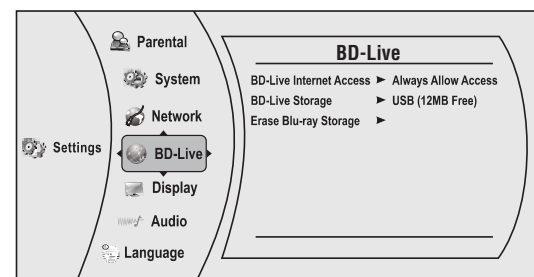 Settings
Parental
System
Network
BD-Live
Display
Audio
Language
BD-Live
BD-Live Internet Access ► Always Allow Access
BD-Live Storage ► USB (12MB Free)
Erase Blu-ray Storage ►